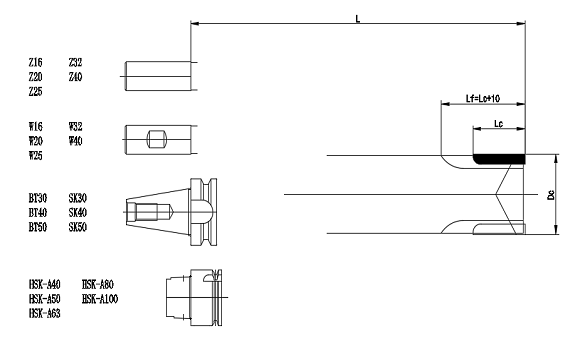 L
Z16 Z32
Z20 Z40
Z25
Lf=Lc+10
Lc
W16 W32
W20 W40
W25
Dc
BT30 SK30
BT40 SK40
BT50 SK50
HSK-A40 HSK-A80
HSK-A50 HSK-A100
HSK-A63